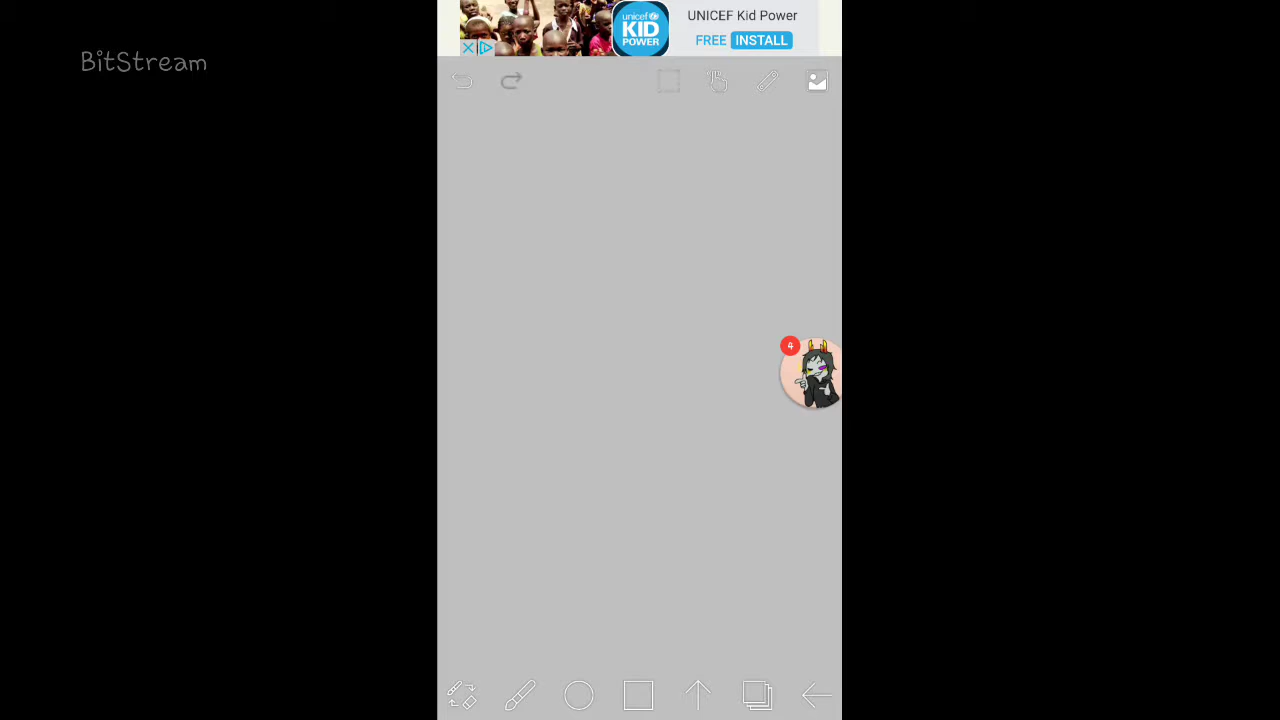 BitStream
unicef
KID
POWER
UNICEF Kid Power
FREE INSTALL
4